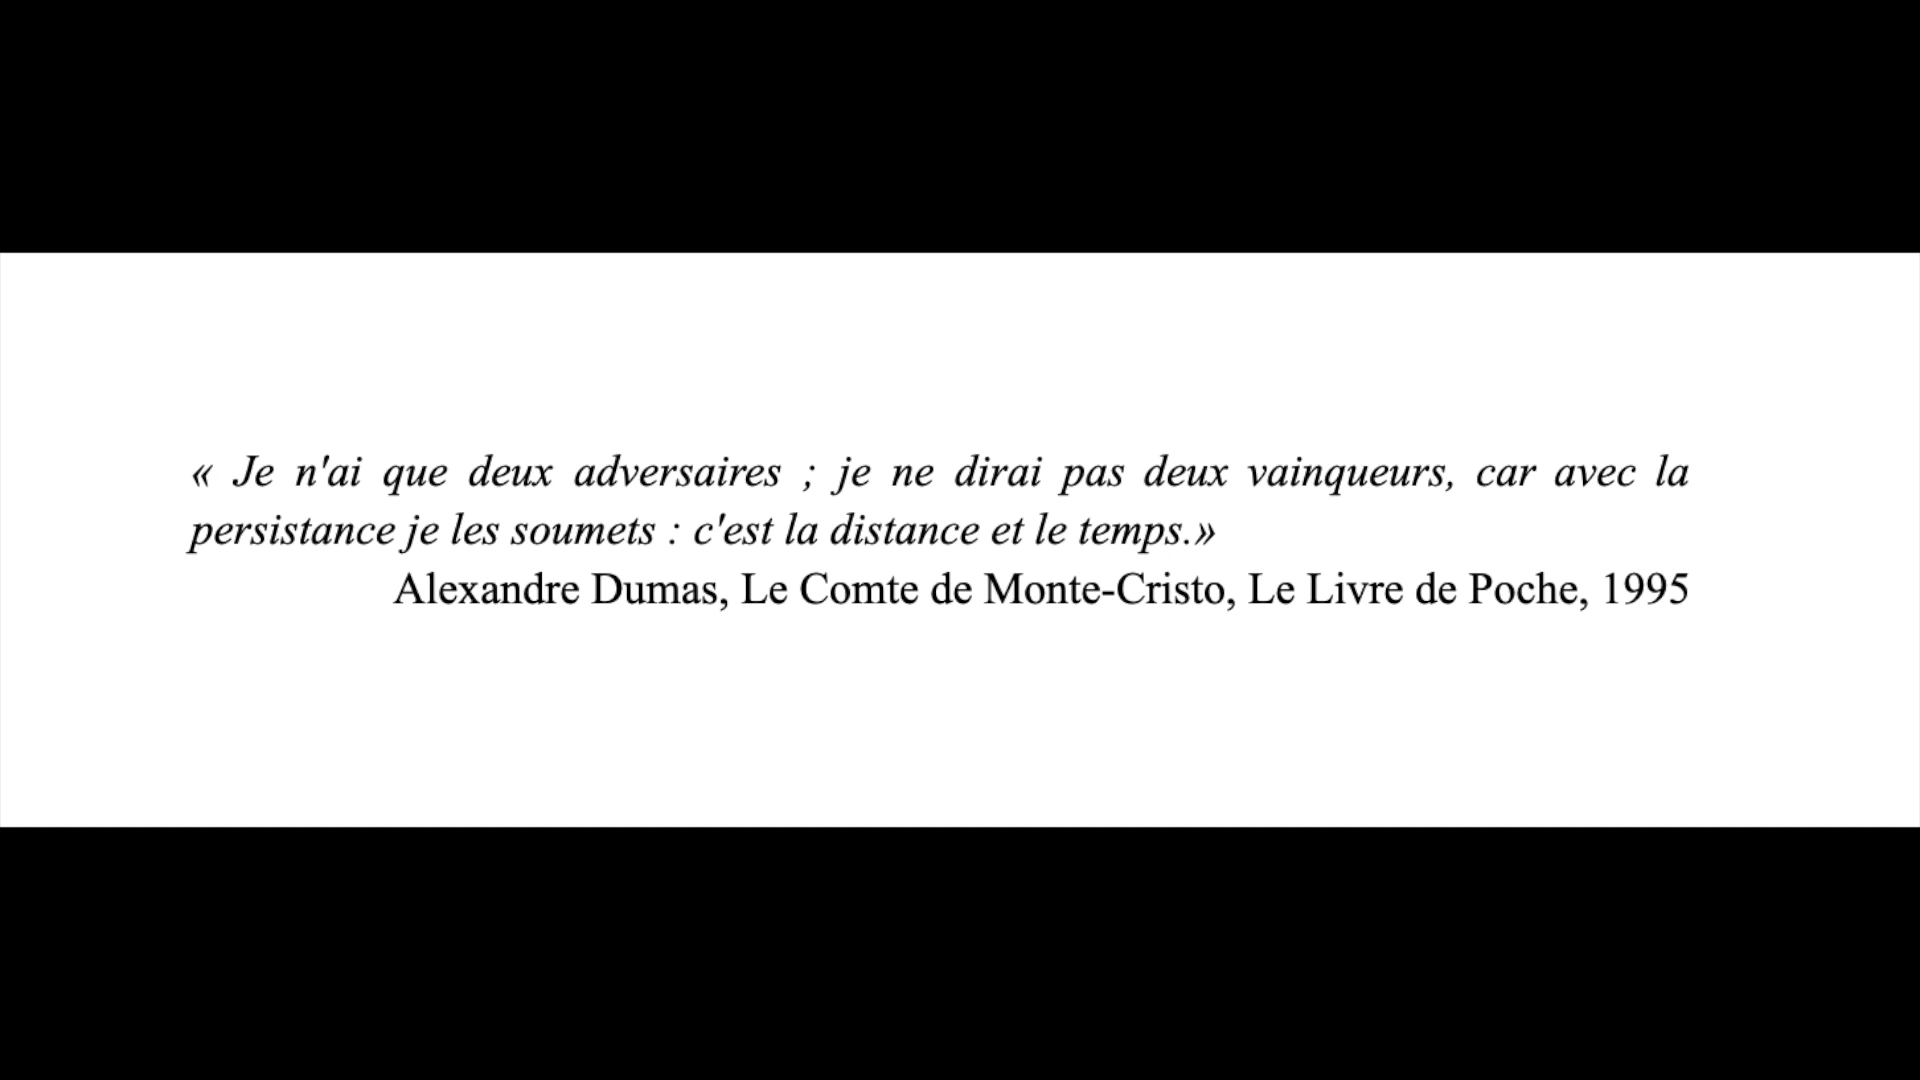 « Je n'ai que deux adversaires ; je ne dirai pas deux vainqueurs, car avec la
persistance je les soumets : c'est la distance et le temps.»
Alexandre Dumas, Le Comte de Monte-Cristo, Le Livre de Poche, 1995